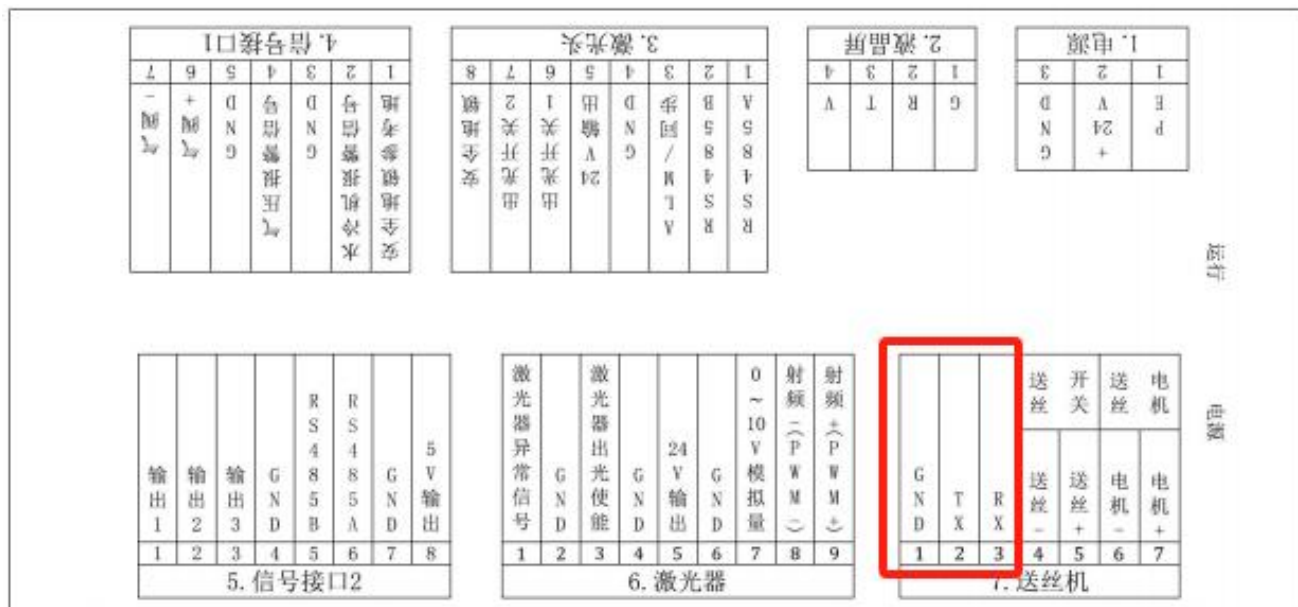 1. 电源
1 PE
2 +24V
3 GND
2. 液晶屏
1 G
2 R
3 T
4 V
3. 激光头
1 RS485A
2 RS485B
3 ALM/同步
4 GND
5 24V输出
6 出光开关1
7 出光开关2
8 安全地锁
4. 信号接口1
1 安全地锁参考地
2 水冷机报警信号
3 GND
4 气压报警信号
5 GND
6 气阀+
7 气阀-
运行
输出1 1
输出2 2
输出3 3
GND 4
RS485B 5
RS485A 6
GND 7
5V输出 8
5. 信号接口2
激光器异常信号 1
GND 2
激光器出光使能 3
GND 4
24V输出 5
GND 6
0~10V模拟量 7
射频-(PWM-) 8
射频+(PWM+) 9
6. 激光器
送丝 开关 送丝 电机
GND 1
TX 2
RX 3
送丝- 4
送丝+ 5
电机- 6
电机+ 7
7. 送丝机
电源